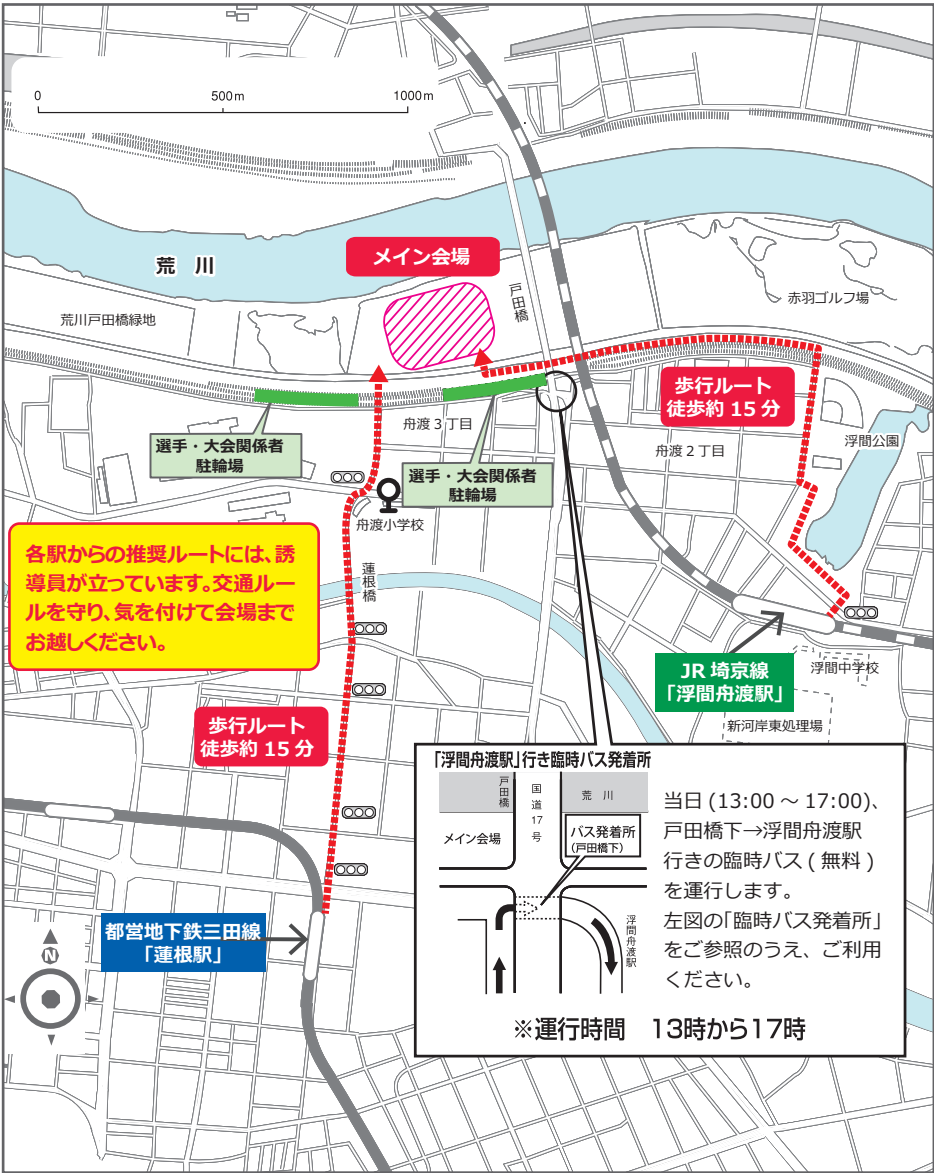 0 500m 1000m
荒 川
メイン会場
戸田橋
赤羽ゴルフ場
荒川戸田橋緑地
歩行ルート
徒歩約 15 分
舟渡３丁目
舟渡２丁目
浮間公園
選手・大会関係者
駐輪場
選手・大会関係者
駐輪場
舟渡小学校
各駅からの推奨ルートには、誘
導員が立っています。交通ルー
ルを守り、気を付けて会場まで
お越しください。
蓮根橋
JR 埼京線
「浮間舟渡駅」
浮間中学校
新河岸東処理場
歩行ルート
徒歩約 15 分
都営地下鉄三田線
「蓮根駅」
N
「浮間舟渡駅」行き臨時バス発着所
戸田橋
国道17号
荒 川
メイン会場
バス発着所
(戸田橋下)
浮間舟渡駅
当日 (13:00 ～ 17:00)、
戸田橋下→浮間舟渡駅
行きの臨時バス ( 無料 )
を運行します。
左図の「臨時バス発着所」
をご参照のうえ、ご利用
ください。
※運行時間 13時から17時